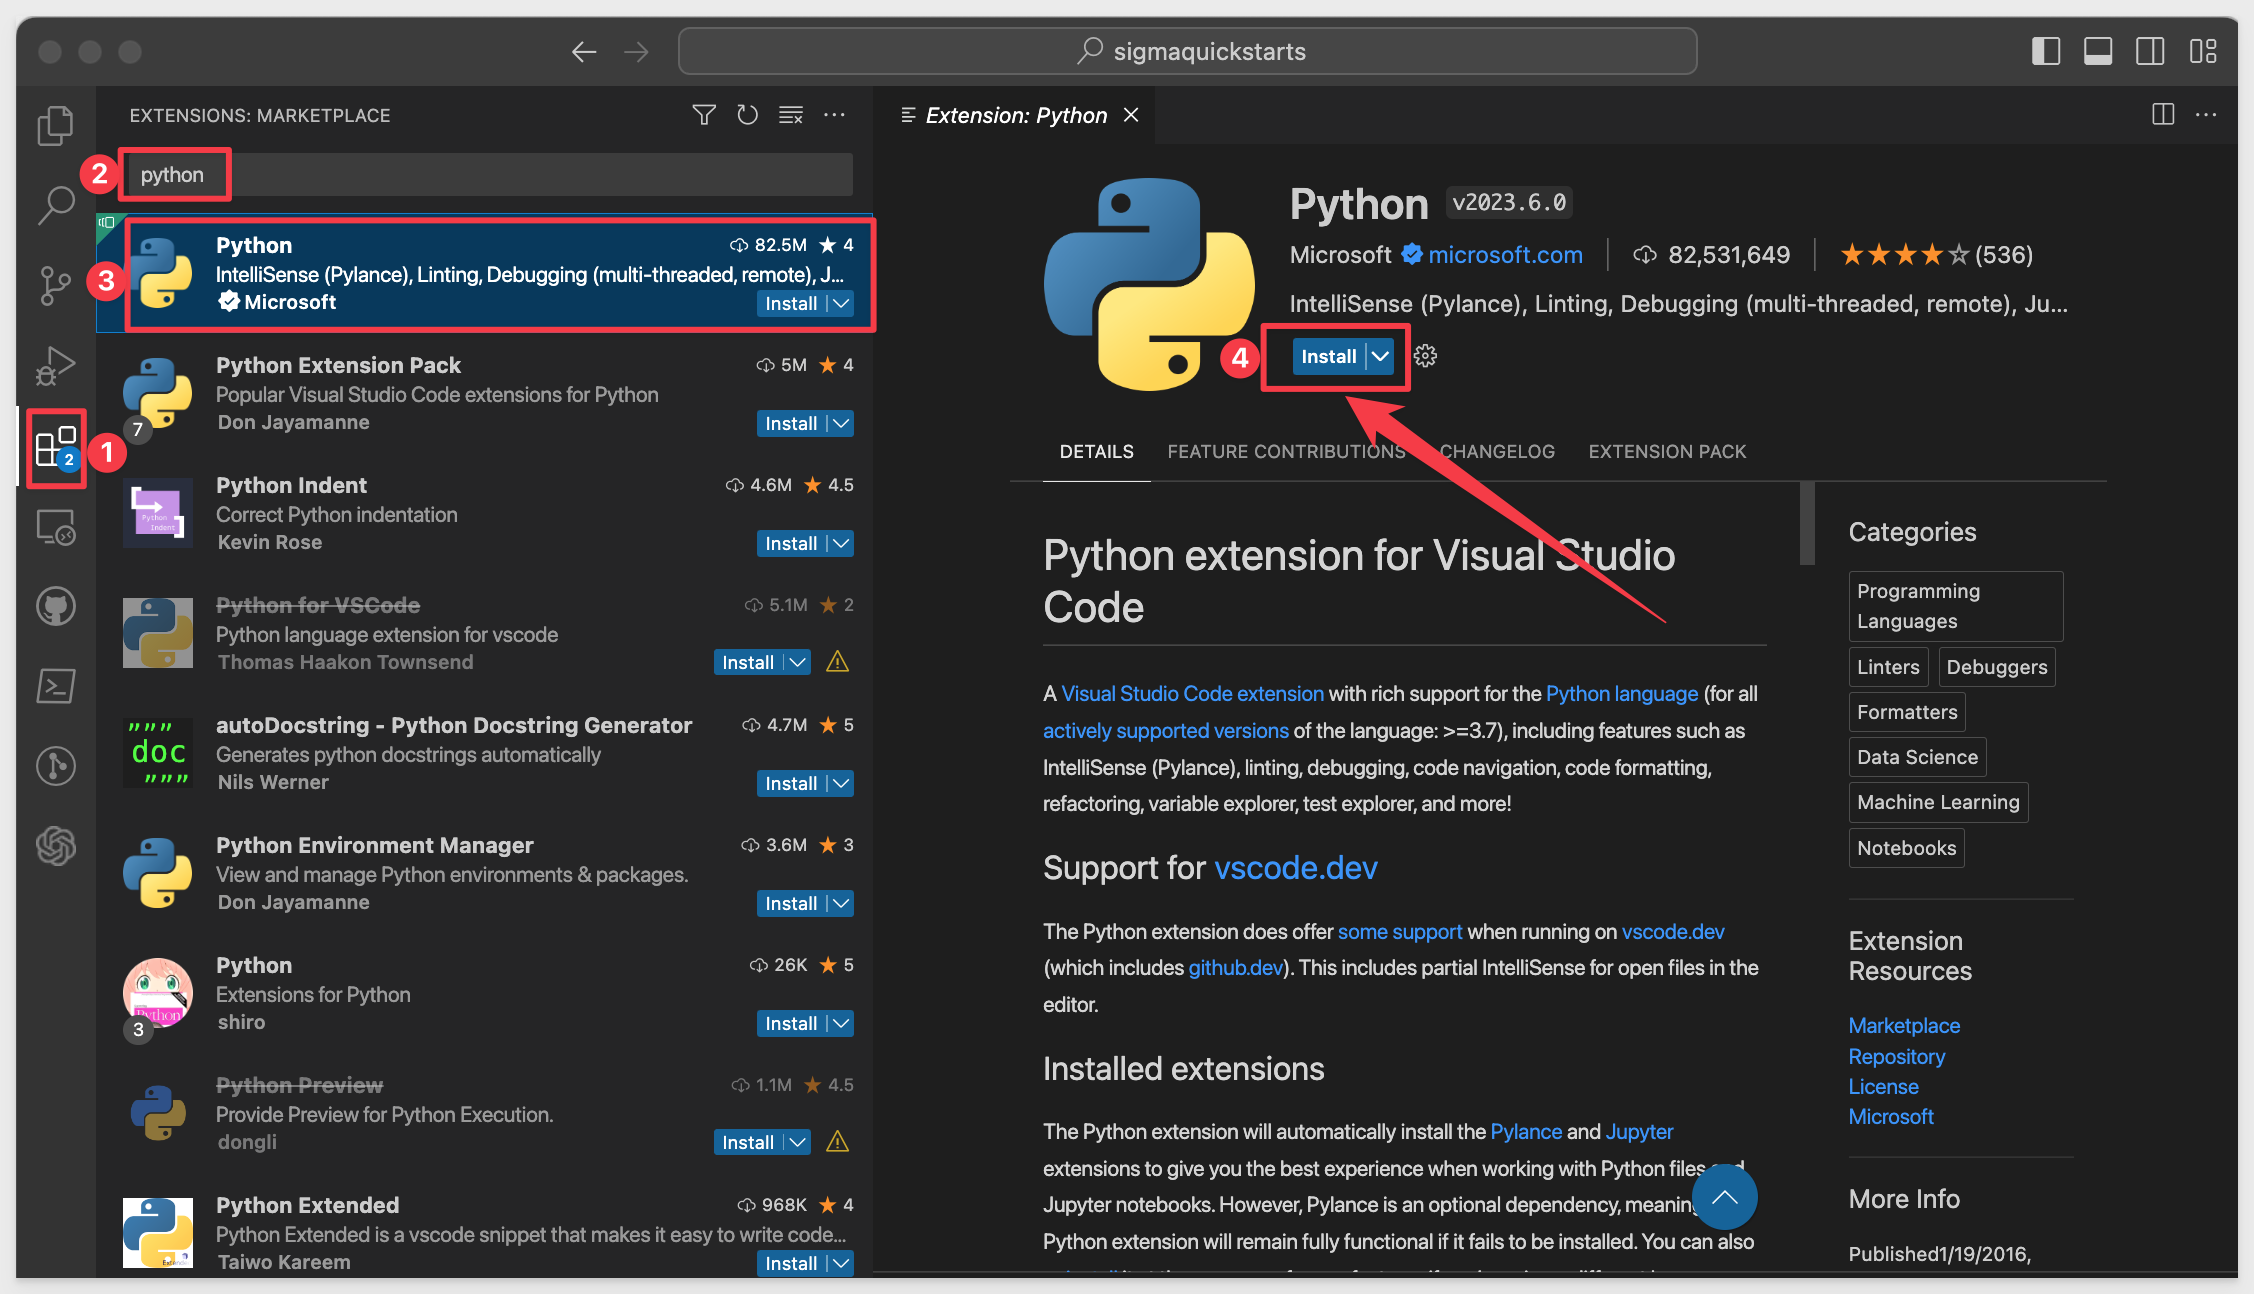 sigmaquickstarts
EXTENSIONS: MARKETPLACE
2
python
3
Python
82.5M 4
IntelliSense (Pylance), Linting, Debugging (multi-threaded, remote), J...
Microsoft
Install
Python Extension Pack
5M 4
Popular Visual Studio Code extensions for Python
7
Don Jayamanne
Install
2
1
Python Indent
4.6M 4.5
Correct Python indentation
Python
Indent
Kevin Rose
Install
Python for VSCode
5.1M 2
Python language extension for vscode
Thomas Haakon Townsend
Install
autoDocstring - Python Docstring Generator
4.7M 5
"""
doc
"""
Generates python docstrings automatically
Nils Werner
Install
Python Environment Manager
3.6M 3
View and manage Python environments & packages.
Don Jayamanne
Install
Python
26K 5
Extensions for Python
Python
3
shiro
Install
Python Preview
1.1M 4.5
Provide Preview for Python Execution.
dongli
Install
Python Extended
968K 4
Python Extended is a vscode snippet that makes it easy to write code...
Taiwo Kareem
Install
Extension: Python
Python v2023.6.0
Microsoft microsoft.com 82,531,649 (536)
IntelliSense (Pylance), Linting, Debugging (multi-threaded, remote), Ju...
4
Install
DETAILS FEATURE CONTRIBUTIONS CHANGELOG EXTENSION PACK
Python extension for Visual Studio
Code
A Visual Studio Code extension with rich support for the Python language (for all
actively supported versions of the language: >=3.7), including features such as
IntelliSense (Pylance), linting, debugging, code navigation, code formatting,
refactoring, variable explorer, test explorer, and more!
Support for vscode.dev
The Python extension does offer some support when running on vscode.dev
(which includes github.dev). This includes partial IntelliSense for open files in the
editor.
Installed extensions
The Python extension will automatically install the Pylance and Jupyter
extensions to give you the best experience when working with Python files and
Jupyter notebooks. However, Pylance is an optional dependency, meaning
Python extension will remain fully functional if it fails to be installed. You can also
Categories
Programming
Languages
Linters Debuggers
Formatters
Data Science
Machine Learning
Notebooks
Extension
Resources
Marketplace
Repository
License
Microsoft
More Info
Published1/19/2016,